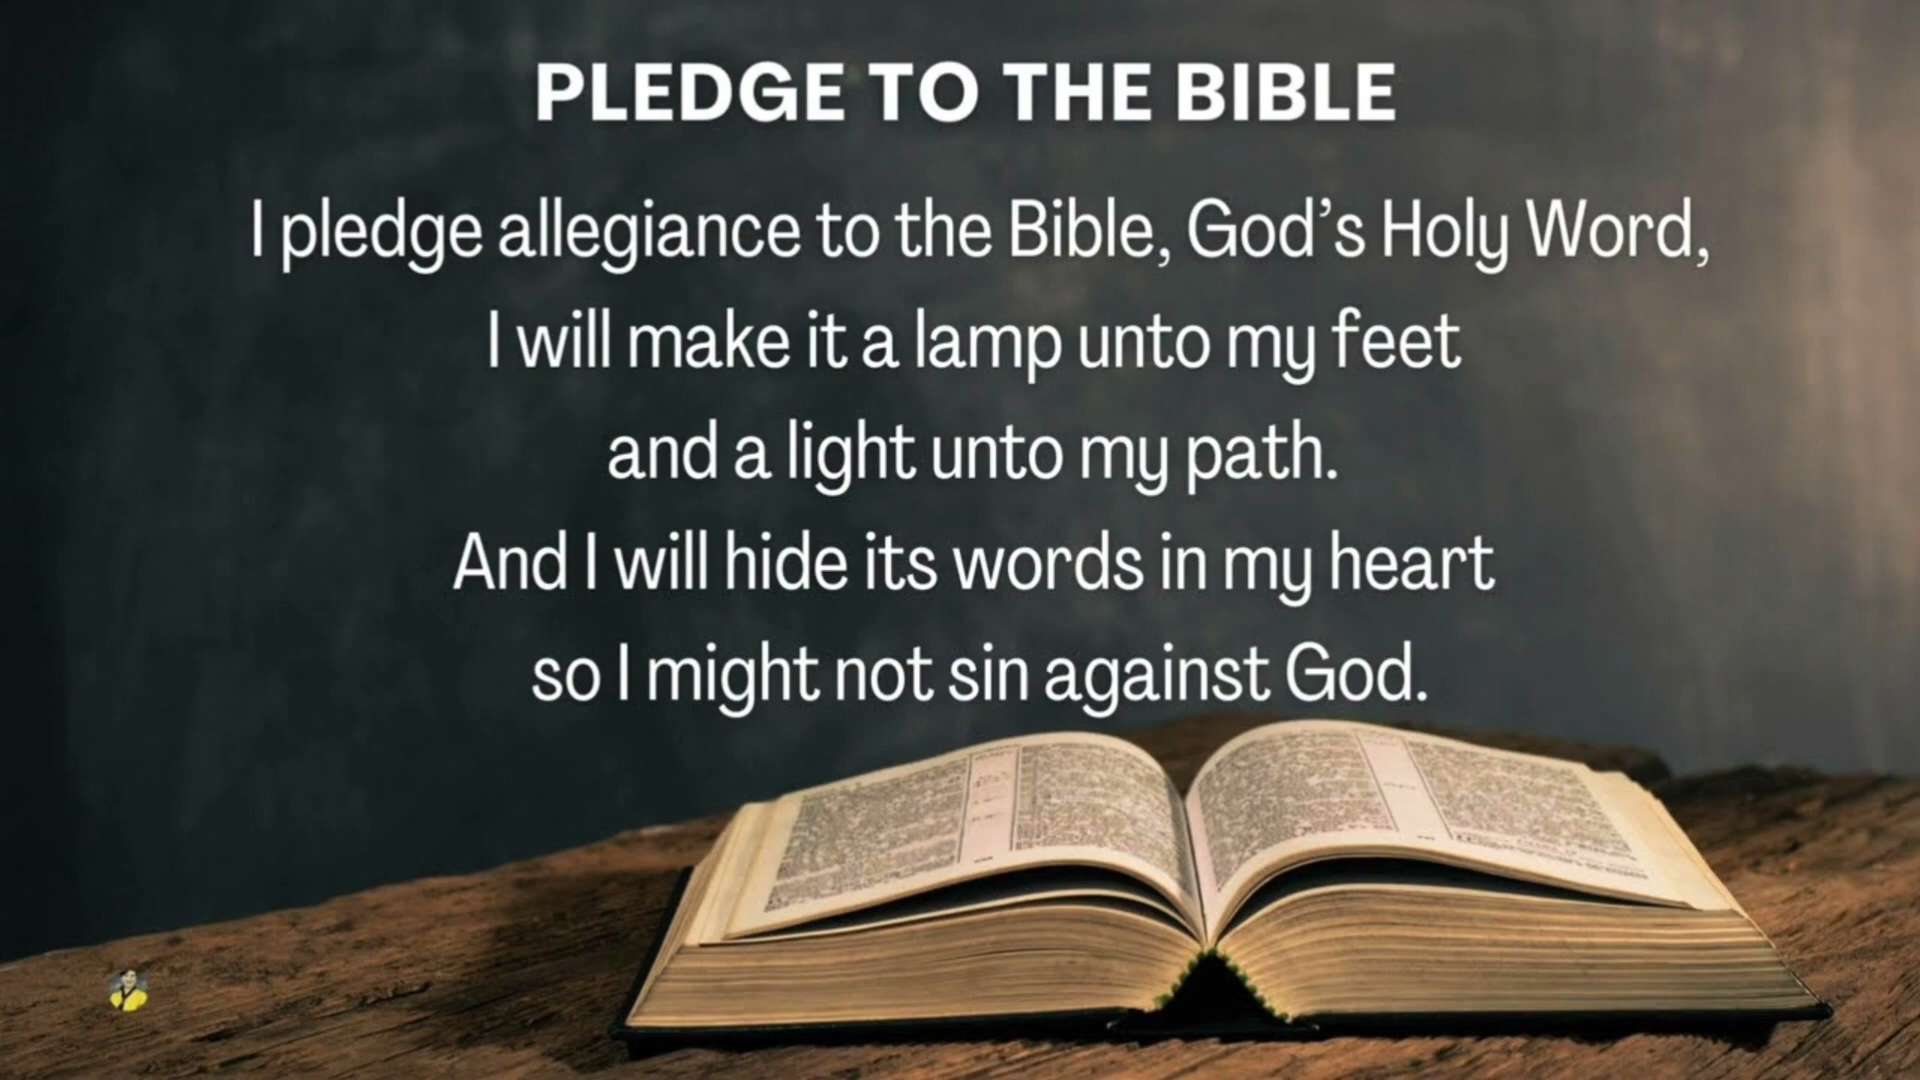 PLEDGE TO THE BIBLE
I pledge allegiance to the Bible, God’s Holy Word,
I will make it a lamp unto my feet
and a light unto my path.
And I will hide its words in my heart
so I might not sin against God.